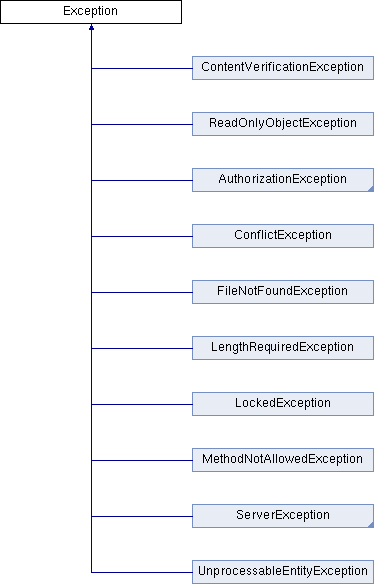 Exception
ContentVerificationException
ReadOnlyObjectException
AuthorizationException
ConflictException
FileNotFoundException
LengthRequiredException
LockedException
MethodNotAllowedException
ServerException
UnprocessableEntityException